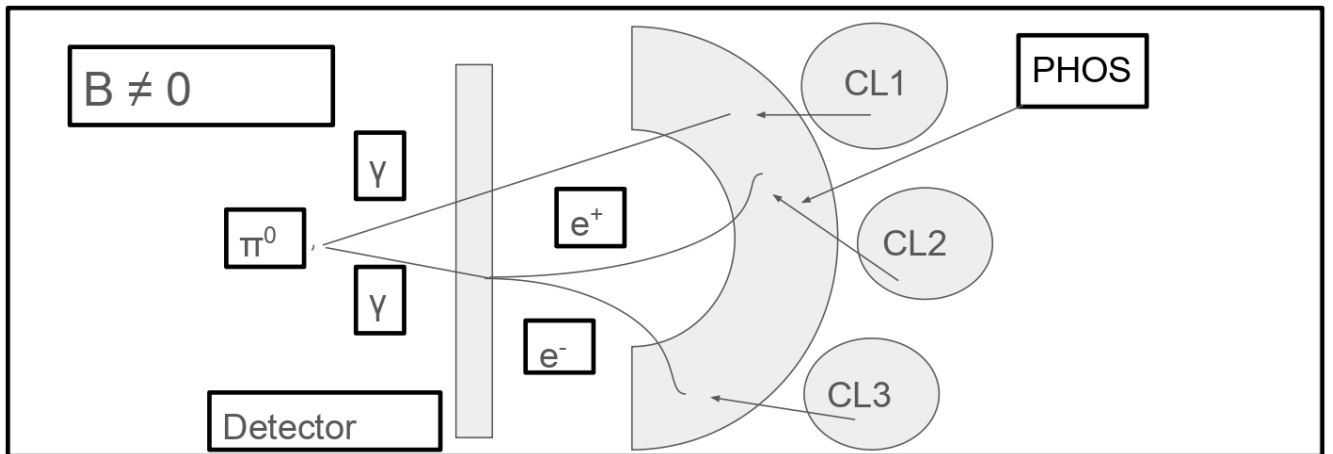 B ≠ 0
γ
π⁰
γ
Detector
e⁺
e⁻
CL1
PHOS
CL2
CL3